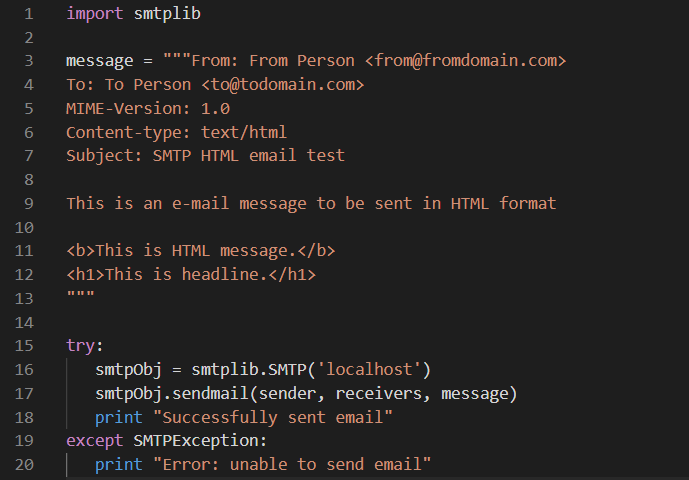 1 import smtplib
2
3 message = """From: From Person <from@fromdomain.com>
4 To: To Person <to@todomain.com>
5 MIME-Version: 1.0
6 Content-type: text/html
7 Subject: SMTP HTML email test
8
9 This is an e-mail message to be sent in HTML format
10
11 <b>This is HTML message.</b>
12 <h1>This is headline.</h1>
13 """
14
15 try:
16    smtpObj = smtplib.SMTP('localhost')
17    smtpObj.sendmail(sender, receivers, message)
18    print "Successfully sent email"
19 except SMTPException:
20    print "Error: unable to send email"